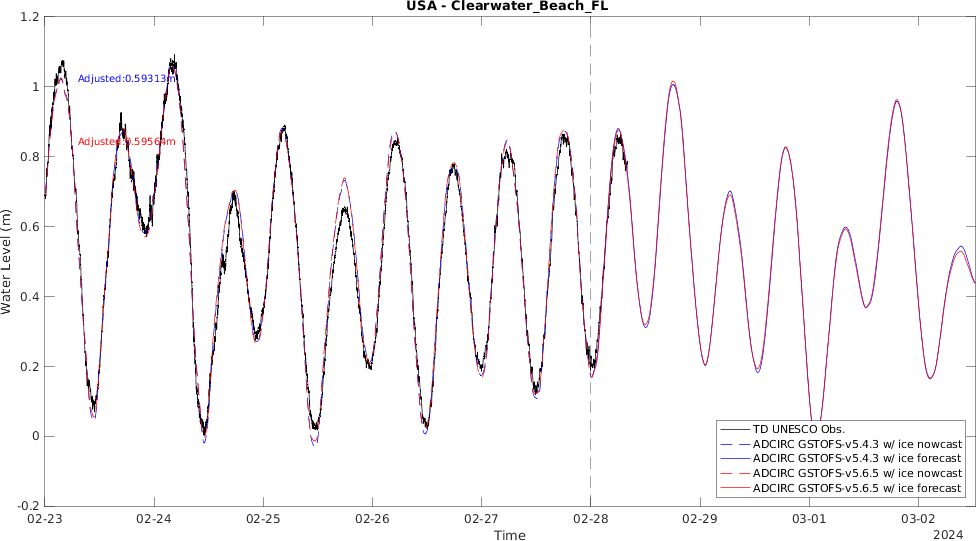 USA - Clearwater_Beach_FL
1.2
1
0.8
0.6
0.4
0.2
0
-0.2
Water Level (m)
Adjusted:0.59313m
Adjusted:0.59564m
TD UNESCO Obs.
ADCIRC GSTOFS-v5.4.3 w/ ice nowcast
ADCIRC GSTOFS-v5.4.3 w/ ice forecast
ADCIRC GSTOFS-v5.6.5 w/ ice nowcast
ADCIRC GSTOFS-v5.6.5 w/ ice forecast
02-23 02-24 02-25 02-26 02-27 02-28 02-29 03-01 03-02
Time
2024